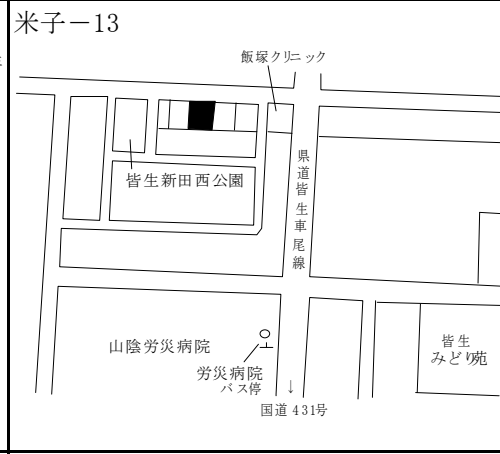 米子－13
飯塚クリニック
皆生新田西公園
県道皆生車尾線
山陰労災病院
労災病院
バス停
↓
国道431号
皆生
みどり苑